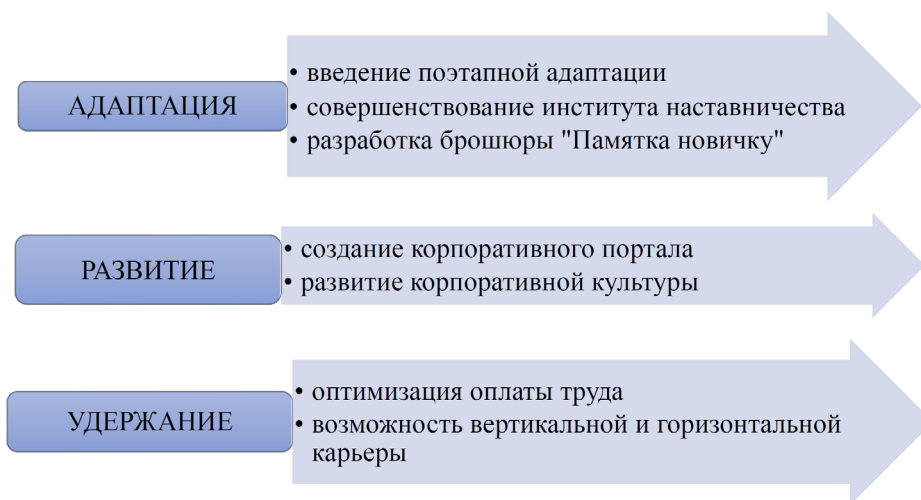 АДАПТАЦИЯ
• введение поэтапной адаптации
• совершенствование института наставничества
• разработка брошюры "Памятка новичку"
РАЗВИТИЕ
• создание корпоративного портала
• развитие корпоративной культуры
УДЕРЖАНИЕ
• оптимизация оплаты труда
• возможность вертикальной и горизонтальной
карьеры